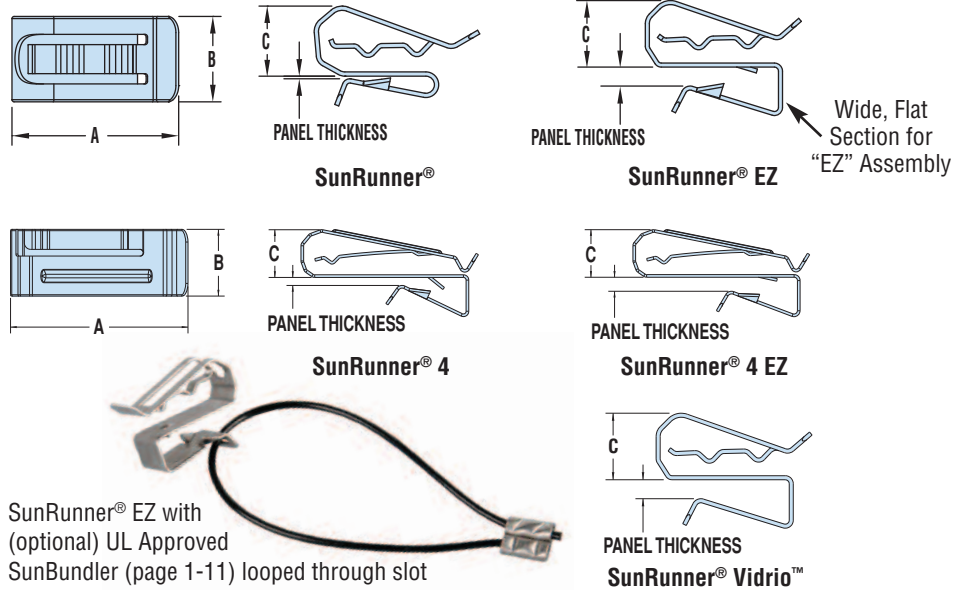 C
B
A
PANEL THICKNESS
SunRunner®
C
PANEL THICKNESS
SunRunner® EZ
Wide, Flat
Section for
“EZ” Assembly
B
A
C
PANEL THICKNESS
SunRunner® 4
C
PANEL THICKNESS
SunRunner® 4 EZ
SunRunner® EZ with
(optional) UL Approved
SunBundler (page 1-11) looped through slot
C
PANEL THICKNESS
SunRunner® Vidrio™